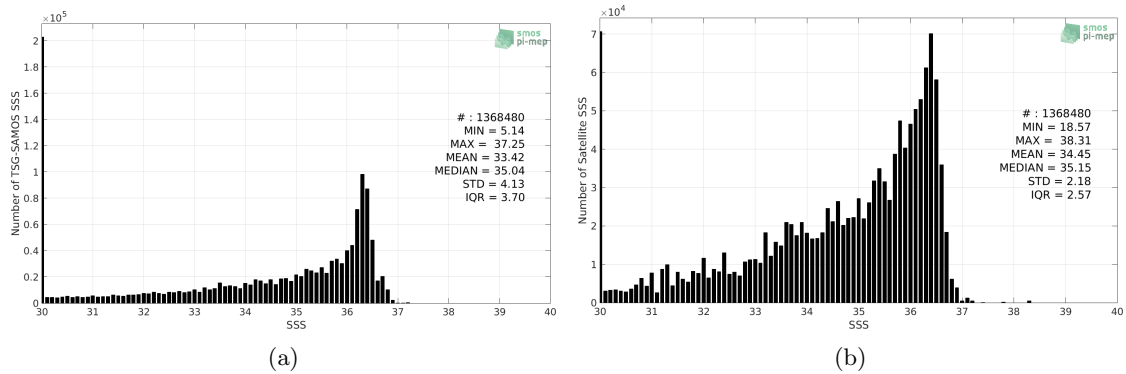 ×10⁵
smos
pi-mep
2
1.8
1.6
1.4
1.2
1
0.8
0.6
0.4
0.2
0
Number of TSG-SAMOS SSS
# : 1368480
MIN = 5.14
MAX = 37.25
MEAN = 33.42
MEDIAN = 35.04
STD = 4.13
IQR = 3.70
30 31 32 33 34 35 36 37 38 39 40
SSS
(a)
×10⁴
smos
pi-mep
7
6
5
4
3
2
1
0
Number of Satellite SSS
# : 1368480
MIN = 18.57
MAX = 38.31
MEAN = 34.45
MEDIAN = 35.15
STD = 2.18
IQR = 2.57
30 31 32 33 34 35 36 37 38 39 40
SSS
(b)